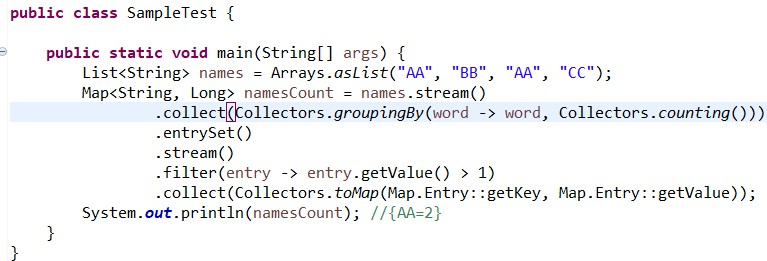 public class SampleTest {
public static void main(String[] args) {
List<String> names = Arrays.asList("AA", "BB", "AA", "CC");
Map<String, Long> namesCount = names.stream()
.collect(Collectors.groupingBy(word -> word, Collectors.counting()))
.entrySet()
.stream()
.filter(entry -> entry.getValue() > 1)
.collect(Collectors.toMap(Map.Entry::getKey, Map.Entry::getValue));
System.out.println(namesCount); //{AA=2}
}
}